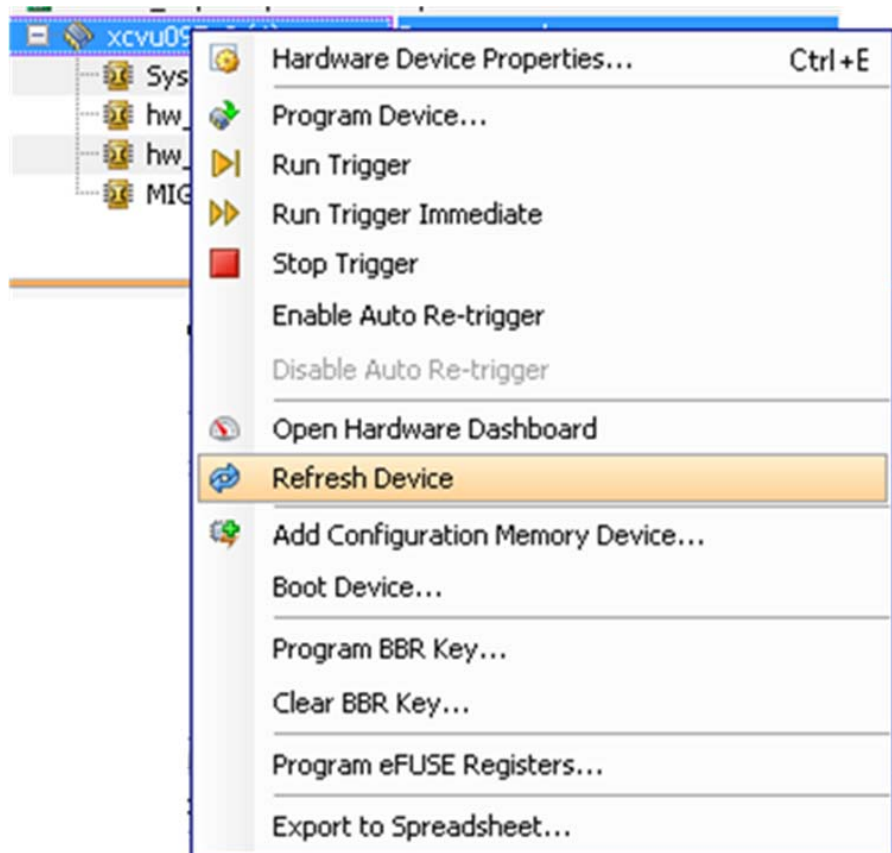 xcvu09
Sys
hw_
hw_
MIG
Hardware Device Properties... Ctrl+E
Program Device...
Run Trigger
Run Trigger Immediate
Stop Trigger
Enable Auto Re-trigger
Disable Auto Re-trigger
Open Hardware Dashboard
Refresh Device
Add Configuration Memory Device...
Boot Device...
Program BBR Key...
Clear BBR Key...
Program eFUSE Registers...
Export to Spreadsheet...